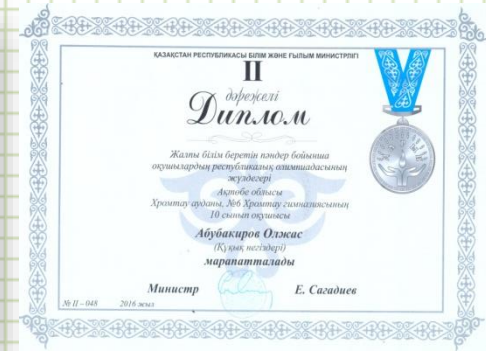 ҚАЗАҚСТАН РЕСПУБЛИКАСЫ БІЛІМ ЖӘНЕ ҒЫЛЫМ МИНИСТРЛІГІ
II
дәрежелі
Диплом
Жалпы білім беретін пәндер бойынша
оқушылардың республикалық олимпиадасының
жүлдегері
Ақтөбе облысы
Хромтау ауданы, №6 Хромтау гимназиясының
10 сынып оқушысы
Абубакиров Олжас
(Құқық негіздері)
марапатталады
Министр Е. Сагадиев
№ II – 048 2016 жыл